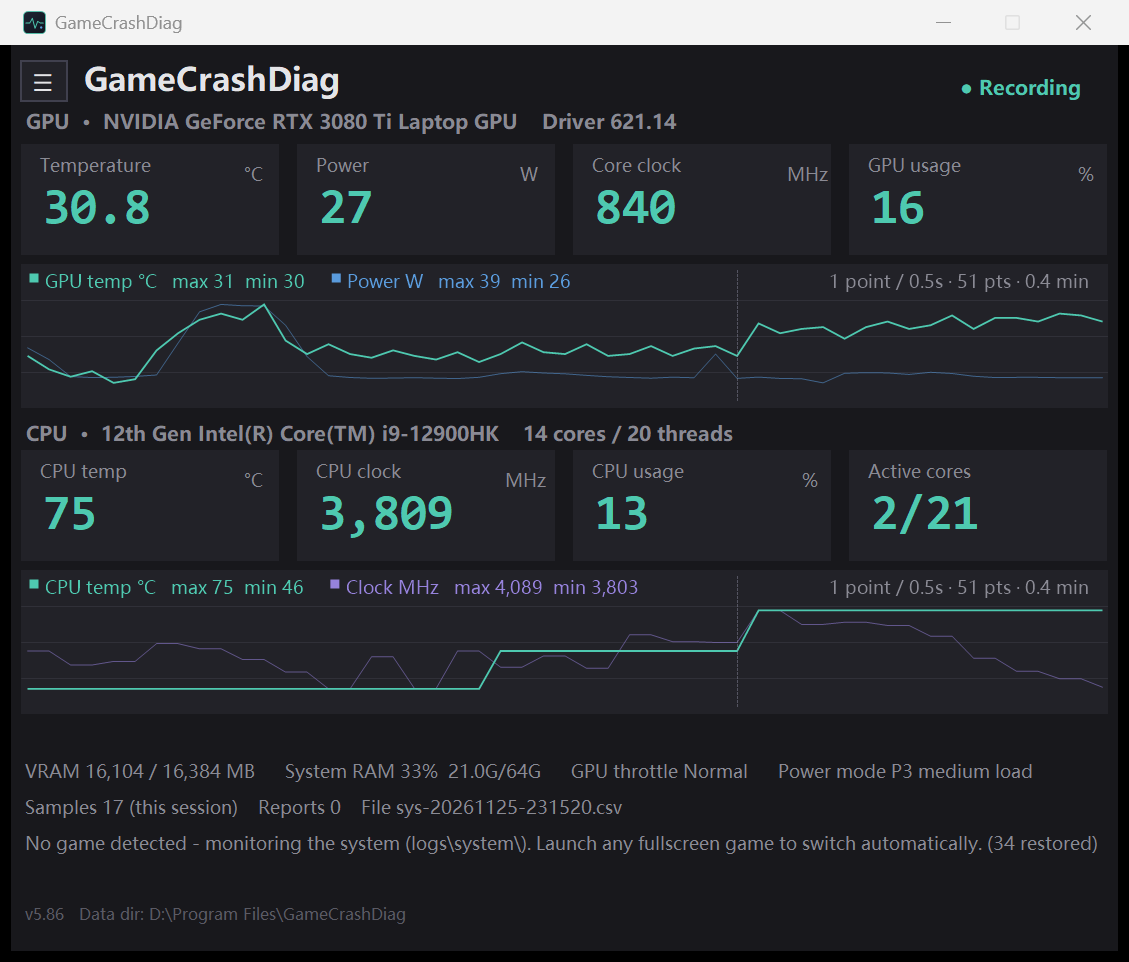 GameCrashDiag
GameCrashDiag
● Recording
GPU • NVIDIA GeForce RTX 3080 Ti Laptop GPU Driver 621.14
Temperature °C
30.8
Power W
27
Core clock MHz
840
GPU usage %
16
GPU temp °C max 31 min 30 Power W max 39 min 26 1 point / 0.5s · 51 pts · 0.4 min
CPU • 12th Gen Intel(R) Core(TM) i9-12900HK 14 cores / 20 threads
CPU temp °C
75
CPU clock MHz
3,809
CPU usage %
13
Active cores
2/21
CPU temp °C max 75 min 46 Clock MHz max 4,089 min 3,803 1 point / 0.5s · 51 pts · 0.4 min
VRAM 16,104 / 16,384 MB System RAM 33% 21.0G/64G GPU throttle Normal Power mode P3 medium load
Samples 17 (this session) Reports 0 File sys-20261125-231520.csv
No game detected - monitoring the system (logs\system\). Launch any fullscreen game to switch automatically. (34 restored)
v5.86 Data dir: D:\Program Files\GameCrashDiag